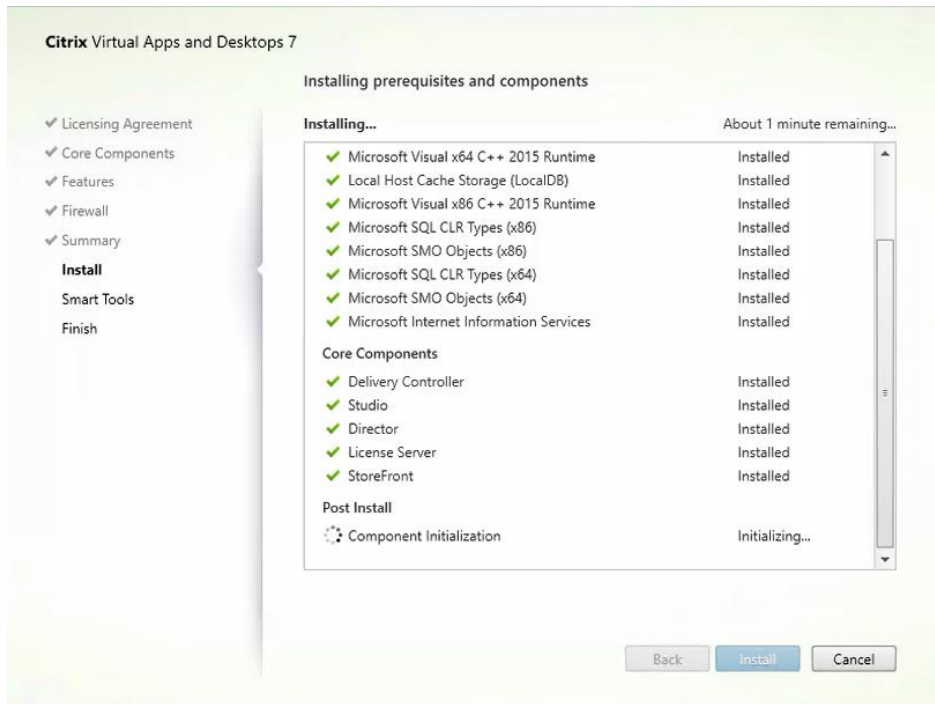 Citrix Virtual Apps and Desktops 7
Installing prerequisites and components
Licensing Agreement
Core Components
Features
Firewall
Summary
Install
Smart Tools
Finish
Installing... About 1 minute remaining...
Microsoft Visual x64 C++ 2015 Runtime Installed
Local Host Cache Storage (LocalDB) Installed
Microsoft Visual x86 C++ 2015 Runtime Installed
Microsoft SQL CLR Types (x86) Installed
Microsoft SMO Objects (x86) Installed
Microsoft SQL CLR Types (x64) Installed
Microsoft SMO Objects (x64) Installed
Microsoft Internet Information Services Installed
Core Components
Delivery Controller Installed
Studio Installed
Director Installed
License Server Installed
StoreFront Installed
Post Install
Component Initialization Initializing...
Back Install Cancel